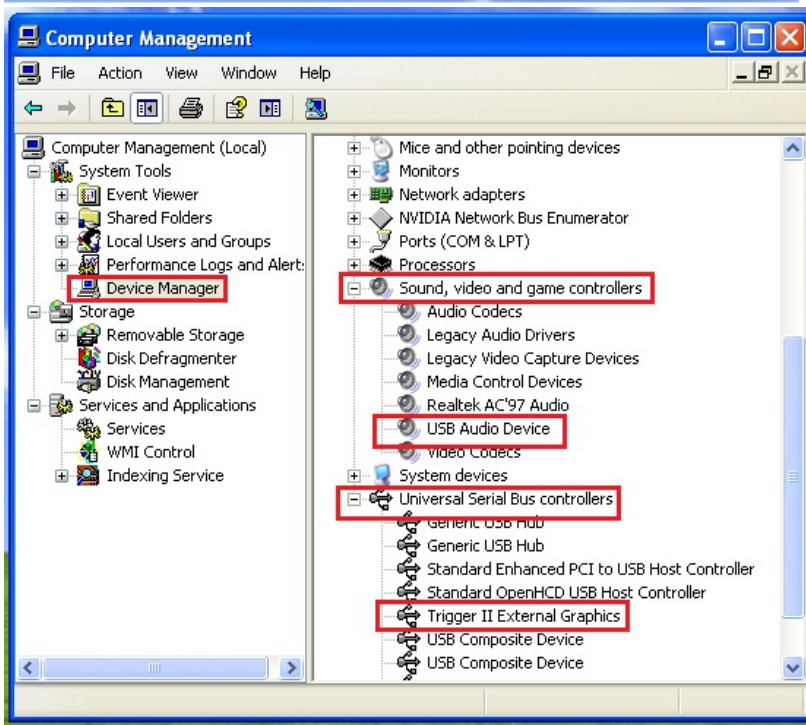 Computer Management
File Action View Window Help
Computer Management (Local)
System Tools
Event Viewer
Shared Folders
Local Users and Groups
Performance Logs and Alert:
Device Manager
Storage
Removable Storage
Disk Defragmenter
Disk Management
Services and Applications
Services
WMI Control
Indexing Service
Mice and other pointing devices
Monitors
Network adapters
NVIDIA Network Bus Enumerator
Ports (COM & LPT)
Processors
Sound, video and game controllers
Audio Codecs
Legacy Audio Drivers
Legacy Video Capture Devices
Media Control Devices
Realtek AC'97 Audio
USB Audio Device
Video Codecs
System devices
Universal Serial Bus controllers
Generic USB Hub
Generic USB Hub
Standard Enhanced PCI to USB Host Controller
Standard OpenHCD USB Host Controller
Trigger II External Graphics
USB Composite Device
USB Composite Device